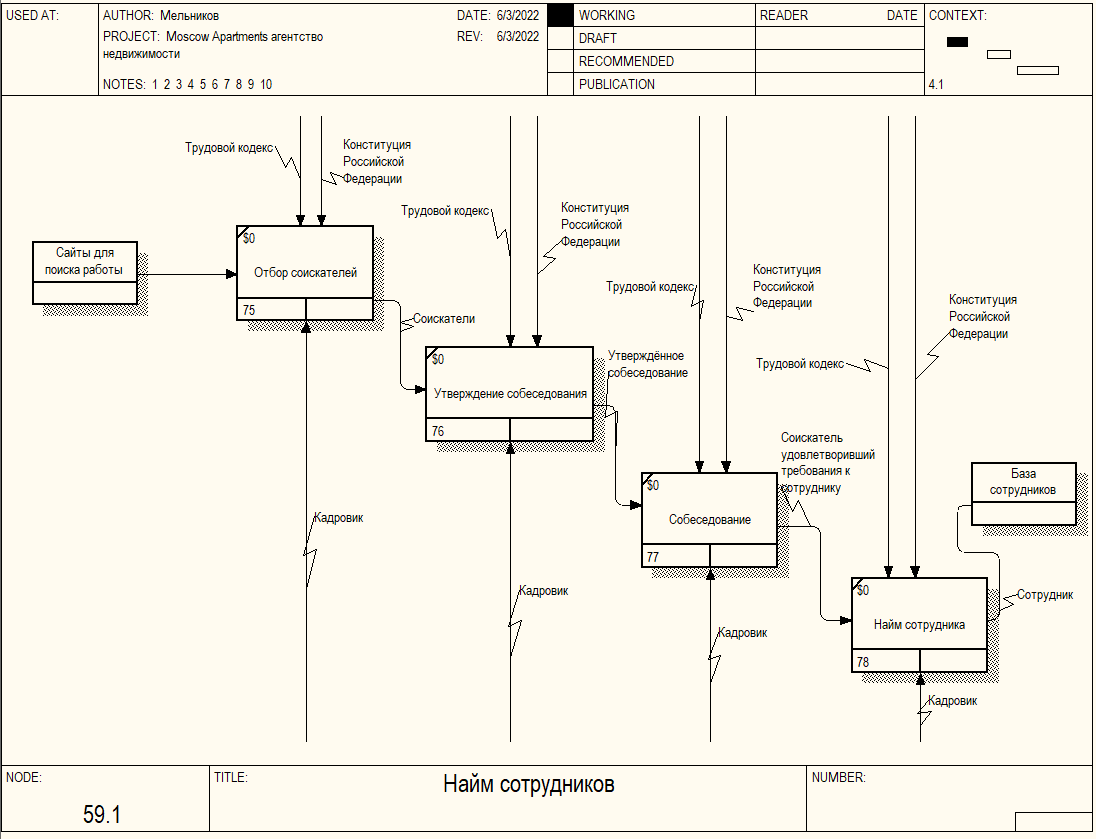 USED AT:
AUTHOR: Мельников
DATE: 6/3/2022
PROJECT: Moscow Apartments агентство
недвижимости
REV: 6/3/2022
NOTES: 1 2 3 4 5 6 7 8 9 10
WORKING
DRAFT
RECOMMENDED
PUBLICATION
READER
DATE
CONTEXT:
4.1
Трудовой кодекс
Конституция
Российской
Федерации
Сайты для
поиска работы
$0
Отбор соискателей
75
Соискатели
Трудовой кодекс
Конституция
Российской
Федерации
$0
Утверждение собеседования
76
Утверждённое
собеседование
Трудовой кодекс
Конституция
Российской
Федерации
$0
Собеседование
77
Соискатель
удовлетворивший
требования к
сотруднику
Трудовой кодекс
Конституция
Российской
Федерации
База
сотрудников
$0
Найм сотрудника
78
Сотрудник
Кадровик
Кадровик
Кадровик
Кадровик
NODE:
59.1
TITLE:
Найм сотрудников
NUMBER: